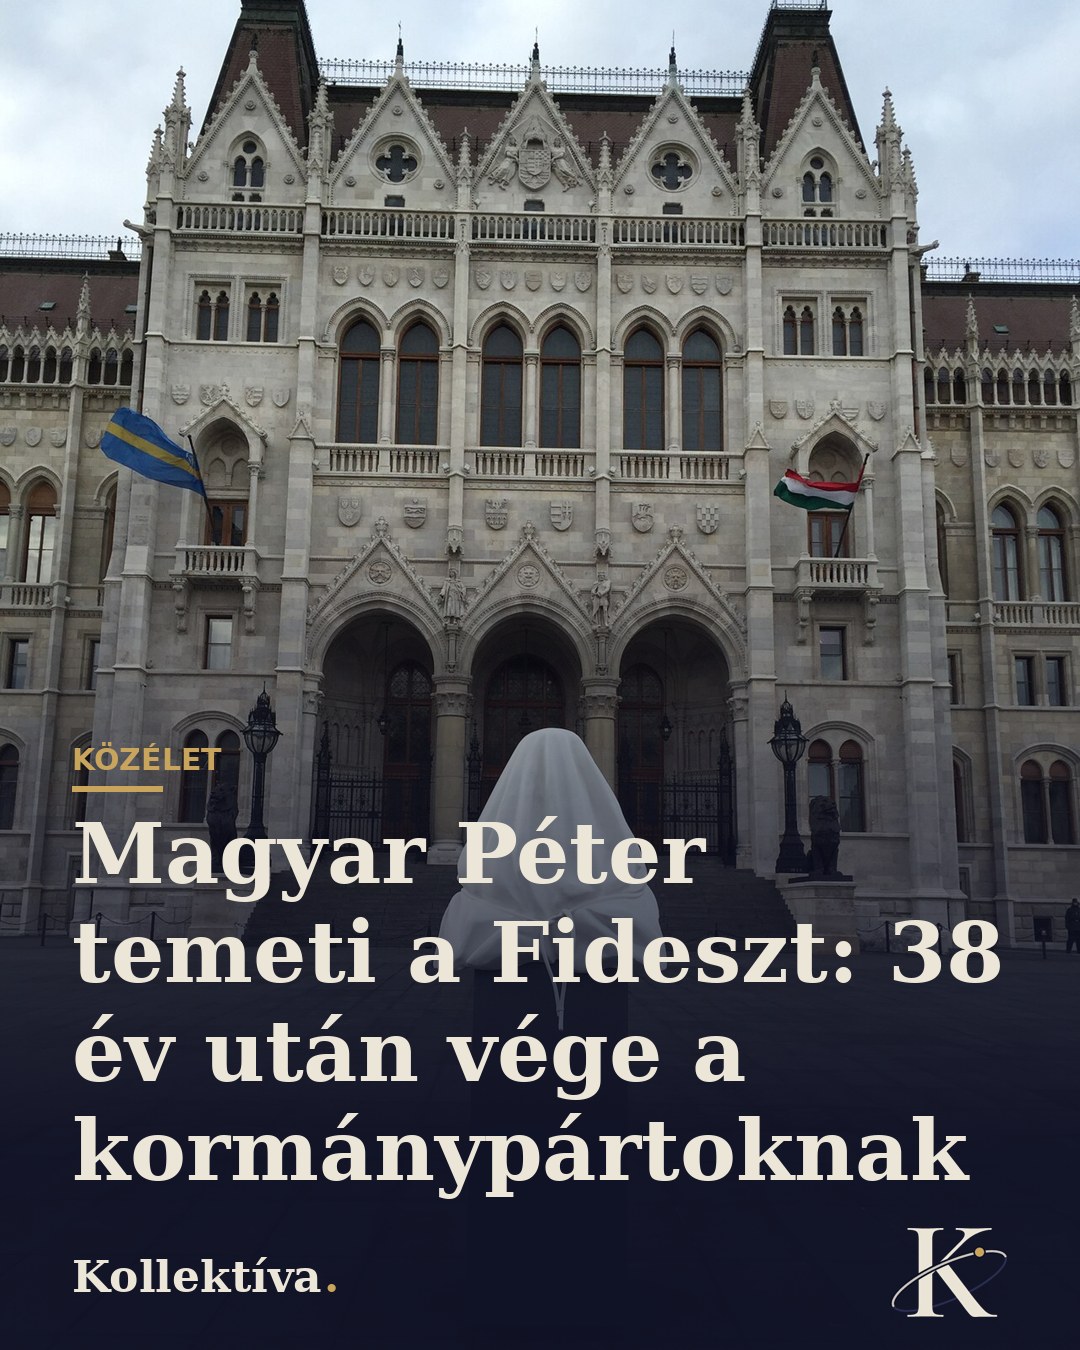 KÖZÉLET
Magyar Péter
temeti a Fideszt: 38
év után vége a
kormánypártoknak
Kollektíva.
K